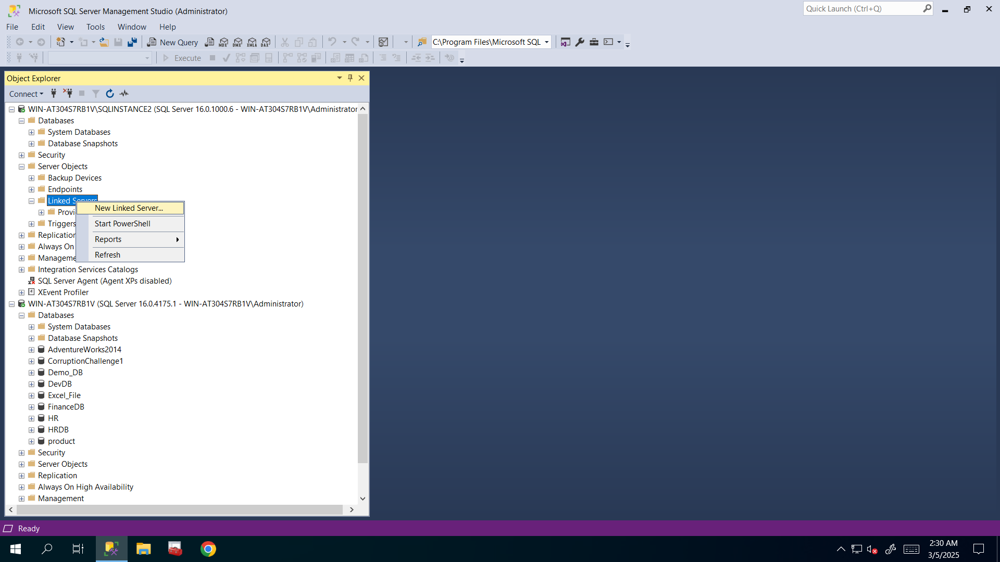 Microsoft SQL Server Management Studio (Administrator)
Quick Launch (Ctrl+Q)
File Edit View Tools Window Help
New Query MDX DMX XMLA DAX C:\Program Files\Microsoft SQL
Execute
Object Explorer
Connect
WIN-AT304S7RB1V\SQLINSTANCE2 (SQL Server 16.0.1000.6 - WIN-AT304S7RB1V\Administrator
Databases
System Databases
Database Snapshots
Security
Server Objects
Backup Devices
Endpoints
Linked Servers
New Linked Server...
Provi
Triggers
Start PowerShell
Replication
Reports
Always On
Manageme
Refresh
Integration Services Catalogs
SQL Server Agent (Agent XPs disabled)
XEvent Profiler
WIN-AT304S7RB1V (SQL Server 16.0.4175.1 - WIN-AT304S7RB1V\Administrator)
Databases
System Databases
Database Snapshots
AdventureWorks2014
CorruptionChallenge1
Demo_DB
DevDB
Excel_File
FinanceDB
HR
HRDB
product
Security
Server Objects
Replication
Always On High Availability
Management
Ready
2:30 AM
3/5/2025